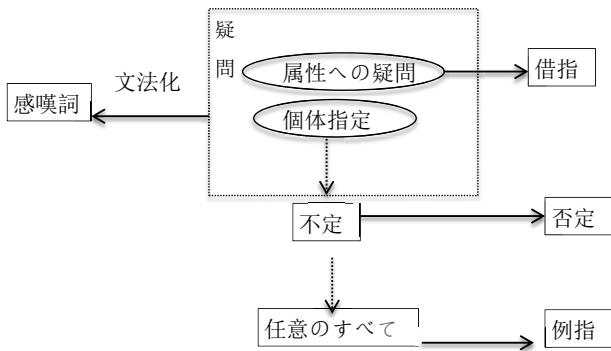 疑問
属性への疑問
借指
文法化
感嘆詞
個体指定
不定
否定
任意のすべて
例指